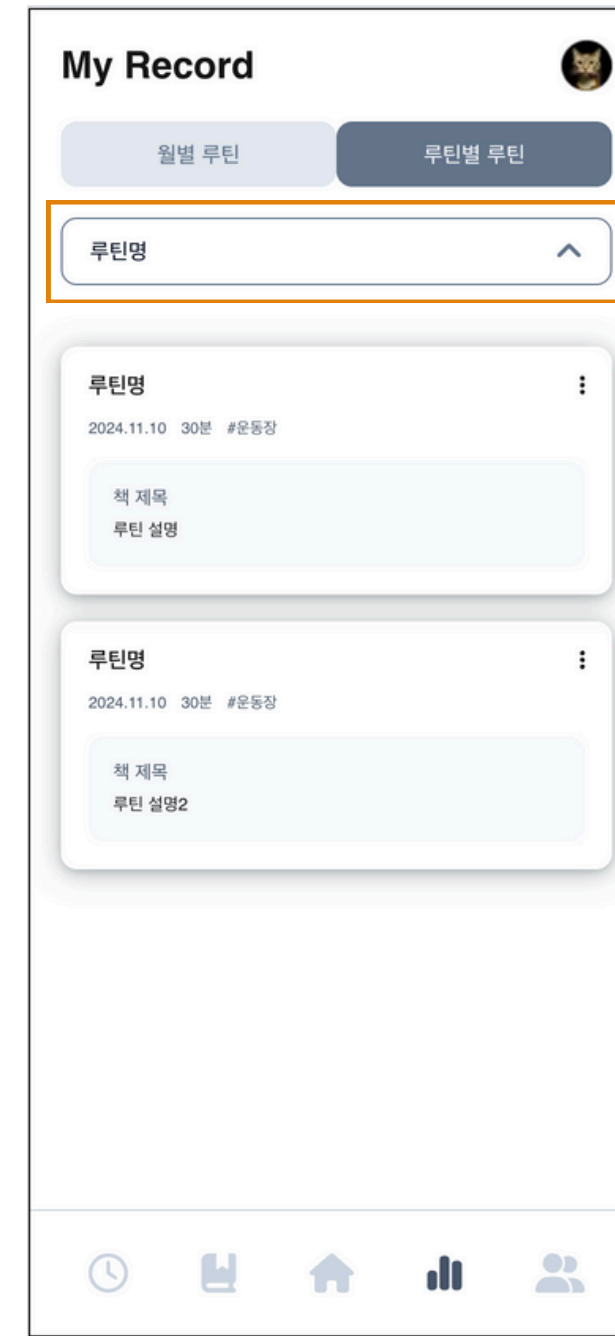 My Record
월별 루틴
루틴별 루틴
루틴명
루틴명
2024.11.10 30분 #운동장
책 제목
루틴 설명
루틴명
2024.11.10 30분 #운동장
책 제목
루틴 설명2